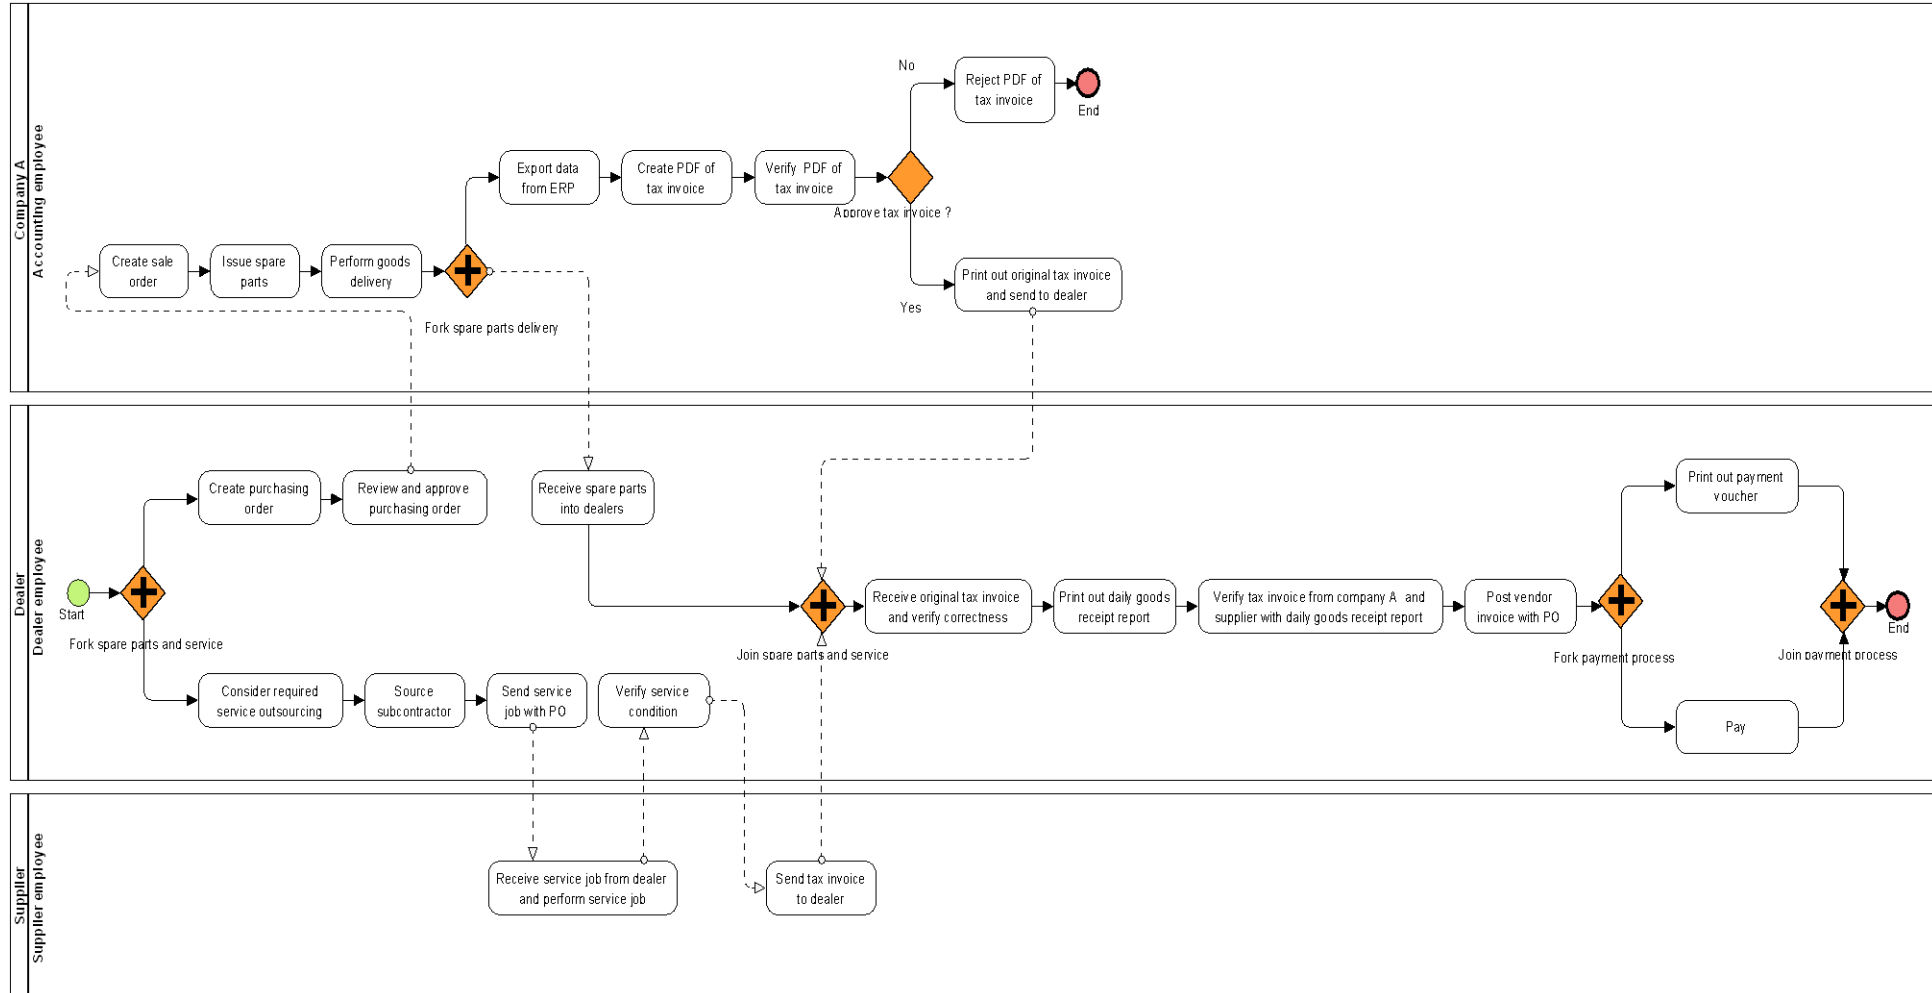 Company A
Accounting employee
No
Reject PDF of
tax invoice
End
Export data
from ERP
Create PDF of
tax invoice
Verify PDF of
tax invoice
Approve tax invoice ?
Create sale
order
Issue spare
parts
Perform goods
delivery
Fork spare parts delivery
Print out original tax invoice
and send to dealer
Yes
Dealer
Dealer employee
Start
Fork spare parts and service
Create purchasing
order
Review and approve
purchasing order
Receive spare parts
into dealers
Consider required
service outsourcing
Source
subcontractor
Send service
job with PO
Verify service
condition
Join spare parts and service
Receive original tax invoice
and verify correctness
Print out daily goods
receipt report
Verify tax invoice from company A and
supplier with daily goods receipt report
Post vendor
invoice with PO
Fork payment process
Print out payment
voucher
Pay
Join payment process
End
Supplier
Supplier employee
Receive service job from dealer
and perform service job
Send tax invoice
to dealer